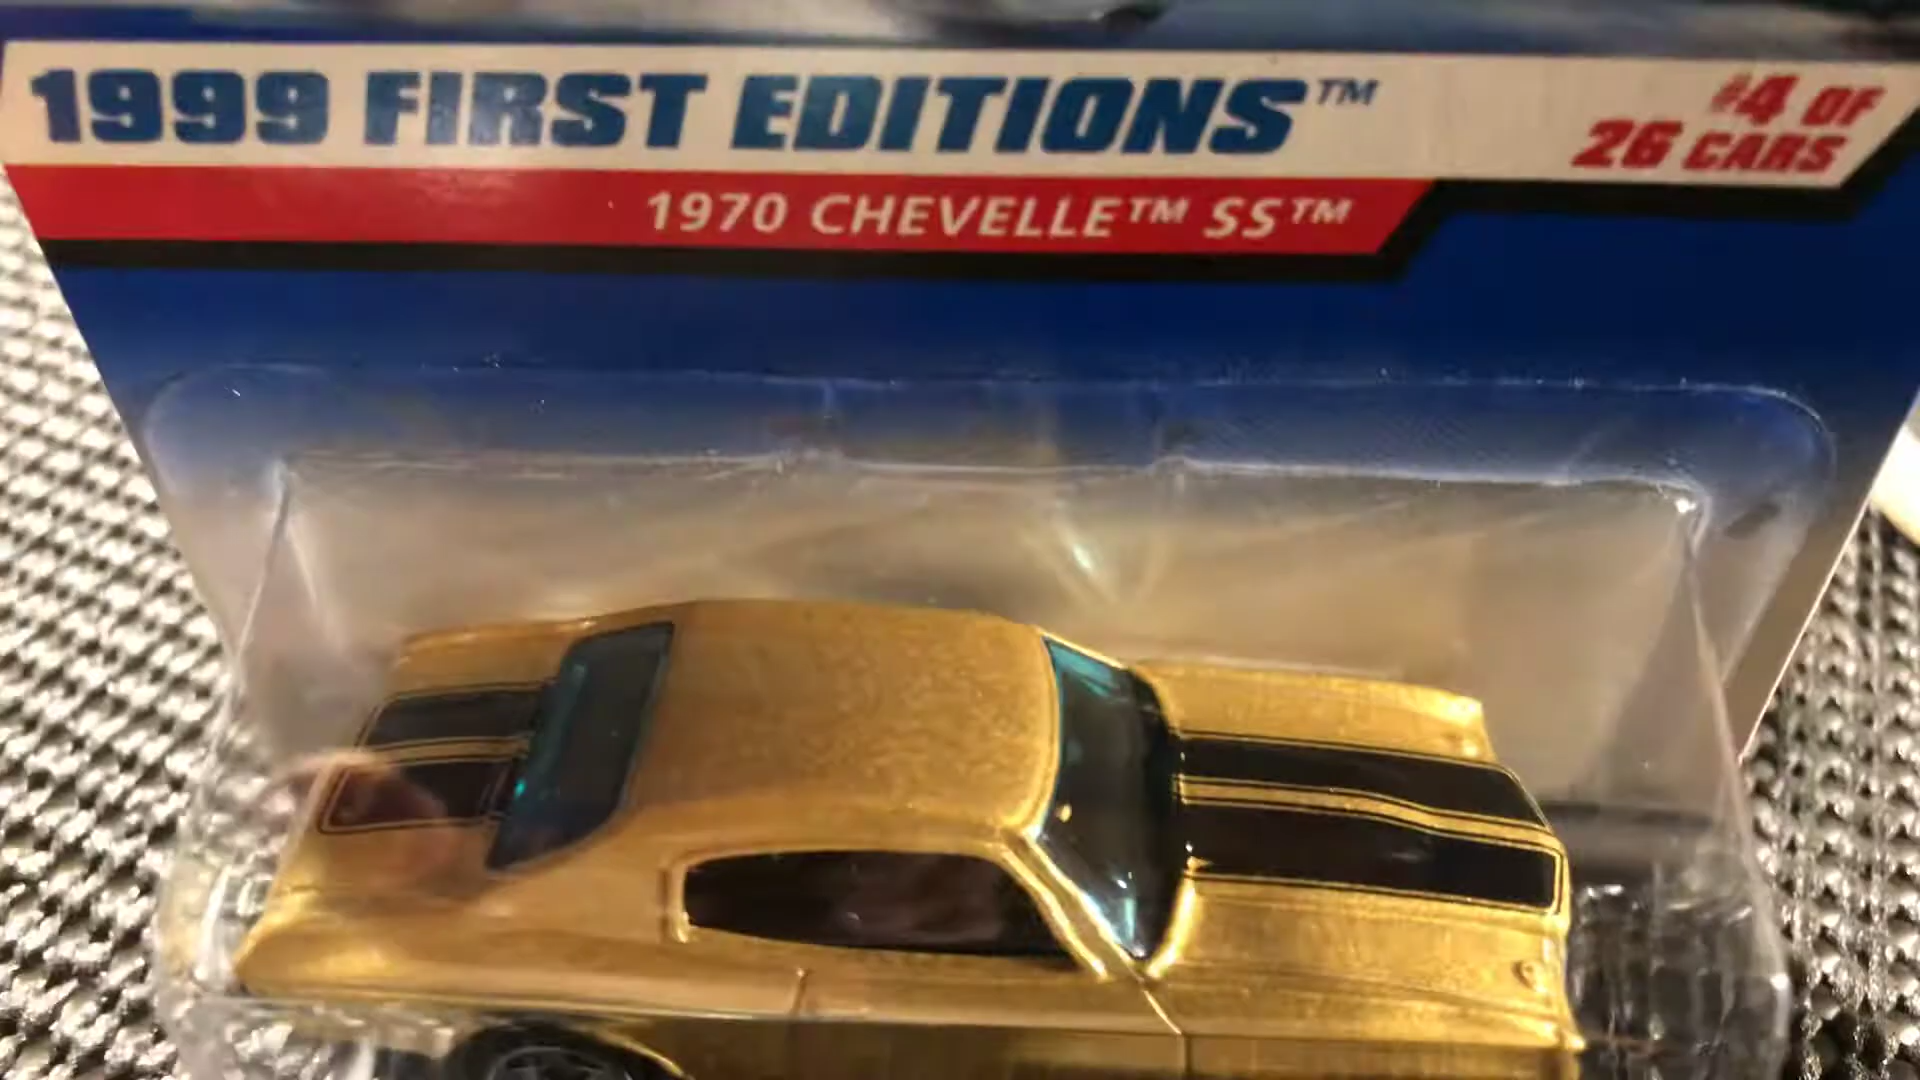 1999 FIRST EDITIONS™
#4 OF
26 CARS
1970 CHEVELLE™ SS™